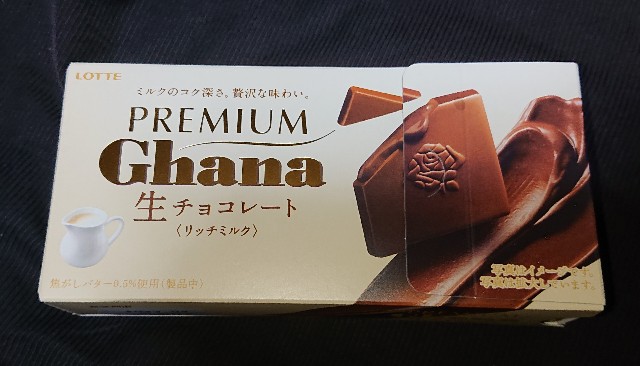 LOTTE
ミルクのコク深さ。贅沢な味わい。
PREMIUM
Ghana
生チョコレート
〈リッチミルク〉
焦がしバター0.5%使用(製品中)
写真はイメージです。
写真は拡大しています。